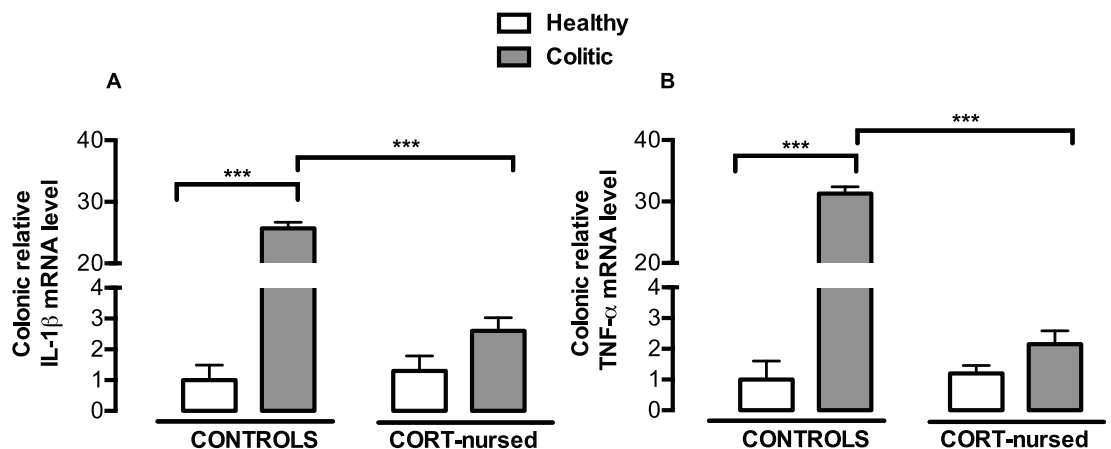 Healthy
Colitic
A
Colonic relative
IL-1β mRNA level
40
30
20
4
3
2
1
0
***
***
CONTROLS
CORT-nursed
B
Colonic relative
TNF-α mRNA level
40
30
20
4
3
2
1
0
***
***
CONTROLS
CORT-nursed